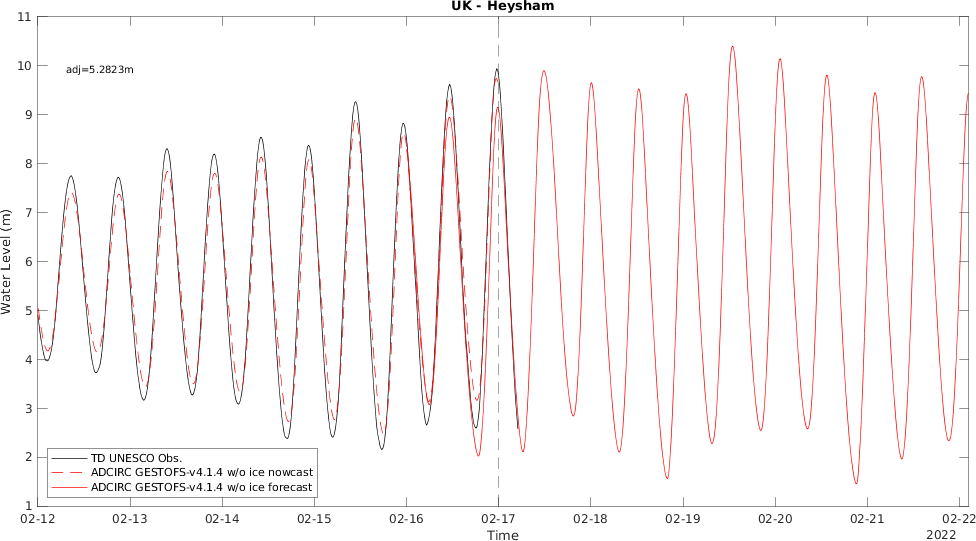 UK - Heysham
11
10
9
8
7
6
5
4
3
2
1
Water Level (m)
adj=5.2823m
TD UNESCO Obs.
ADCIRC GESTOFS-v4.1.4 w/o ice nowcast
ADCIRC GESTOFS-v4.1.4 w/o ice forecast
02-12 02-13 02-14 02-15 02-16 02-17 02-18 02-19 02-20 02-21 02-22
Time
2022